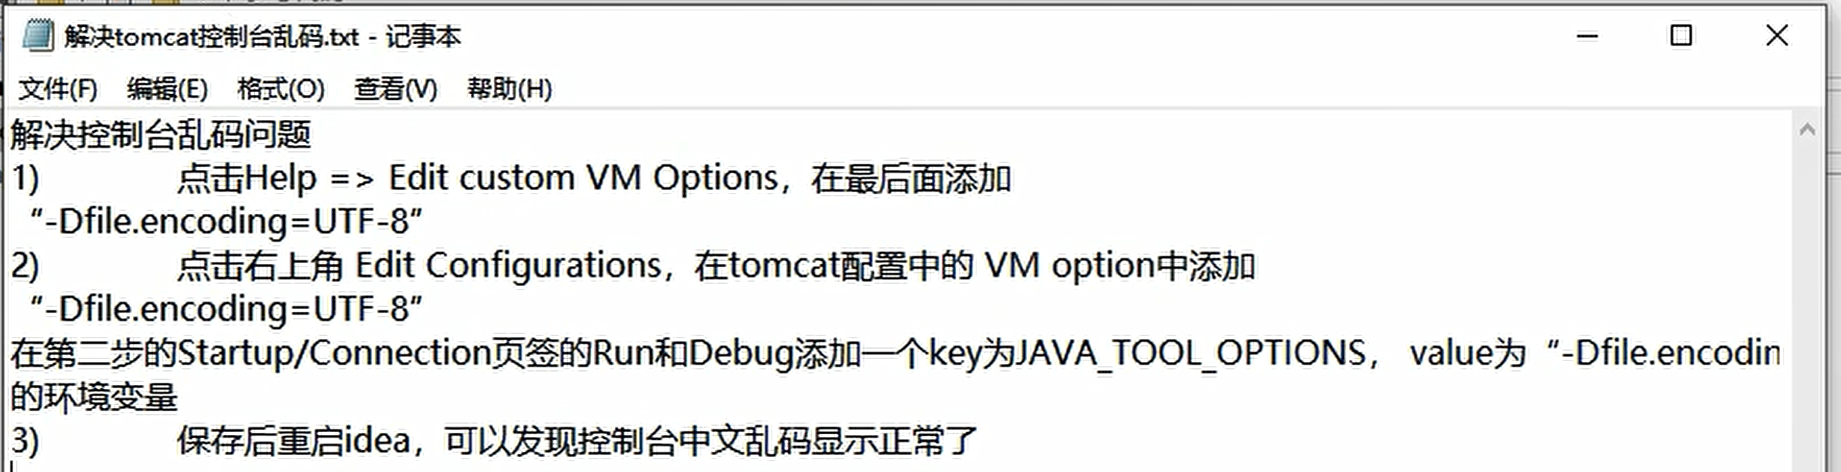 解决tomcat控制台乱码.txt - 记事本
文件(F) 编辑(E) 格式(O) 查看(V) 帮助(H)
解决控制台乱码问题
1) 点击Help => Edit custom VM Options，在最后面添加
“-Dfile.encoding=UTF-8”
2) 点击右上角 Edit Configurations，在tomcat配置中的 VM option中添加
“-Dfile.encoding=UTF-8”
在第二步的Startup/Connection页签的Run和Debug添加一个key为JAVA_TOOL_OPTIONS， value为“-Dfile.encodin
的环境变量
3) 保存后重启idea，可以发现控制台中文乱码显示正常了